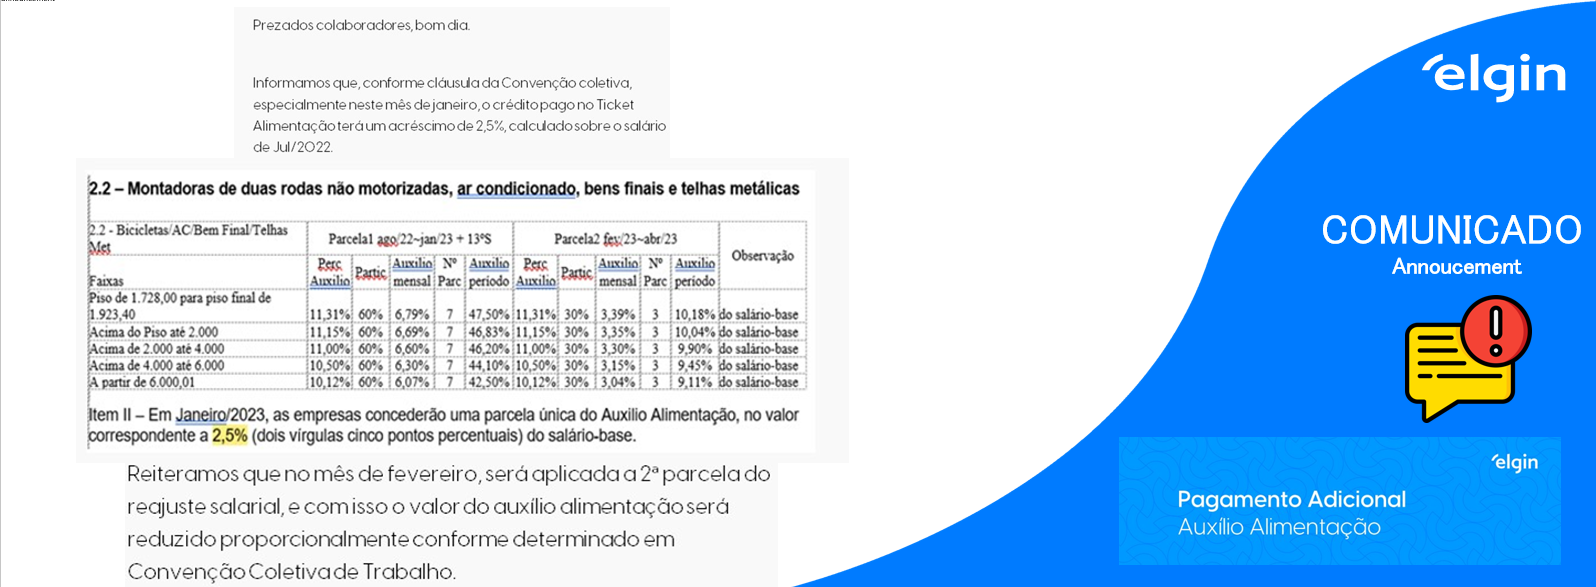 Prezados colaboradores, bom dia.
Informamos que, conforme cláusula da Convenção coletiva,
especialmente neste mês de janeiro, o crédito pago no Ticket
Alimentação terá um acréscimo de 2,5%, calculado sobre o salário
de Jul/2022.
2.2 – Montadoras de duas rodas não motorizadas, ar condicionado, bens finais e telhas metálicas
2.2 - Bicicletas/AC/Bem Final/Telhas Met
Parcela1 ago/22~jan/23 + 13ºS Parcela2 fev/23~abr/23 Observação
Faixas Perc Auxilio Partic Auxilio mensal Nº Parc Auxilio periodo Perc Auxilio Partic Auxilio mensal Nº Parc Auxilio período
Piso de 1.728,00 para piso final de
1.923,40 11,31% 60% 6,79% 7 47,50% 11,31% 30% 3,39% 3 10,18% do salário-base
Acima do Piso até 2.000 11,15% 60% 6,69% 7 46,83% 11,15% 30% 3,35% 3 10,04% do salário-base
Acima de 2.000 até 4.000 11,00% 60% 6,60% 7 46,20% 11,00% 30% 3,30% 3 9,90% do salário-base
Acima de 4.000 até 6.000 10,50% 60% 6,30% 7 44,10% 10,50% 30% 3,15% 3 9,45% do salário-base
A partir de 6.000,01 10,12% 60% 6,07% 7 42,50% 10,12% 30% 3,04% 3 9,11% do salário-base
Item II – Em Janeiro/2023, as empresas concederão uma parcela única do Auxilio Alimentação, no valor
correspondente a 2,5% (dois vírgulas cinco pontos percentuais) do salário-base.
Reiteramos que no mês de fevereiro, será aplicada a 2ª parcela do
reajuste salarial, e com isso o valor do auxílio alimentação será
reduzido proporcionalmente conforme determinado em
Convenção Coletiva de Trabalho.
elgin
COMUNICADO
Annoucement
elgin
Pagamento Adicional
Auxílio Alimentação